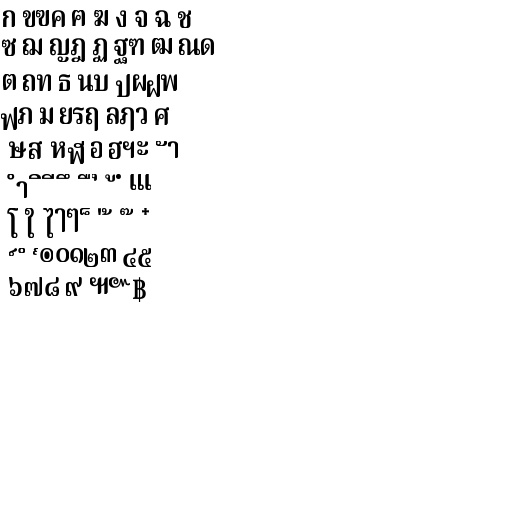 ก ขฃค ฅ ฆ ง จ ฉ ช
ซ ฌ ญฎ ฏ ฐฑ ฒ ณด
ต ถท ธ นบ ปผฝพ
ฟภ ม ยรฤ ลฦว ศ
ษส หฬ อ ฮฯะ ั า
ำ ิ ี ึ ื ุ ู ฺ เแ
โ ใ ไๅๆ ็ ่ ้ ๊ ๋
์ ํ ๎๏๐๑๒๓ ๔๕
๖๗๘ ๙ ๚๛฿